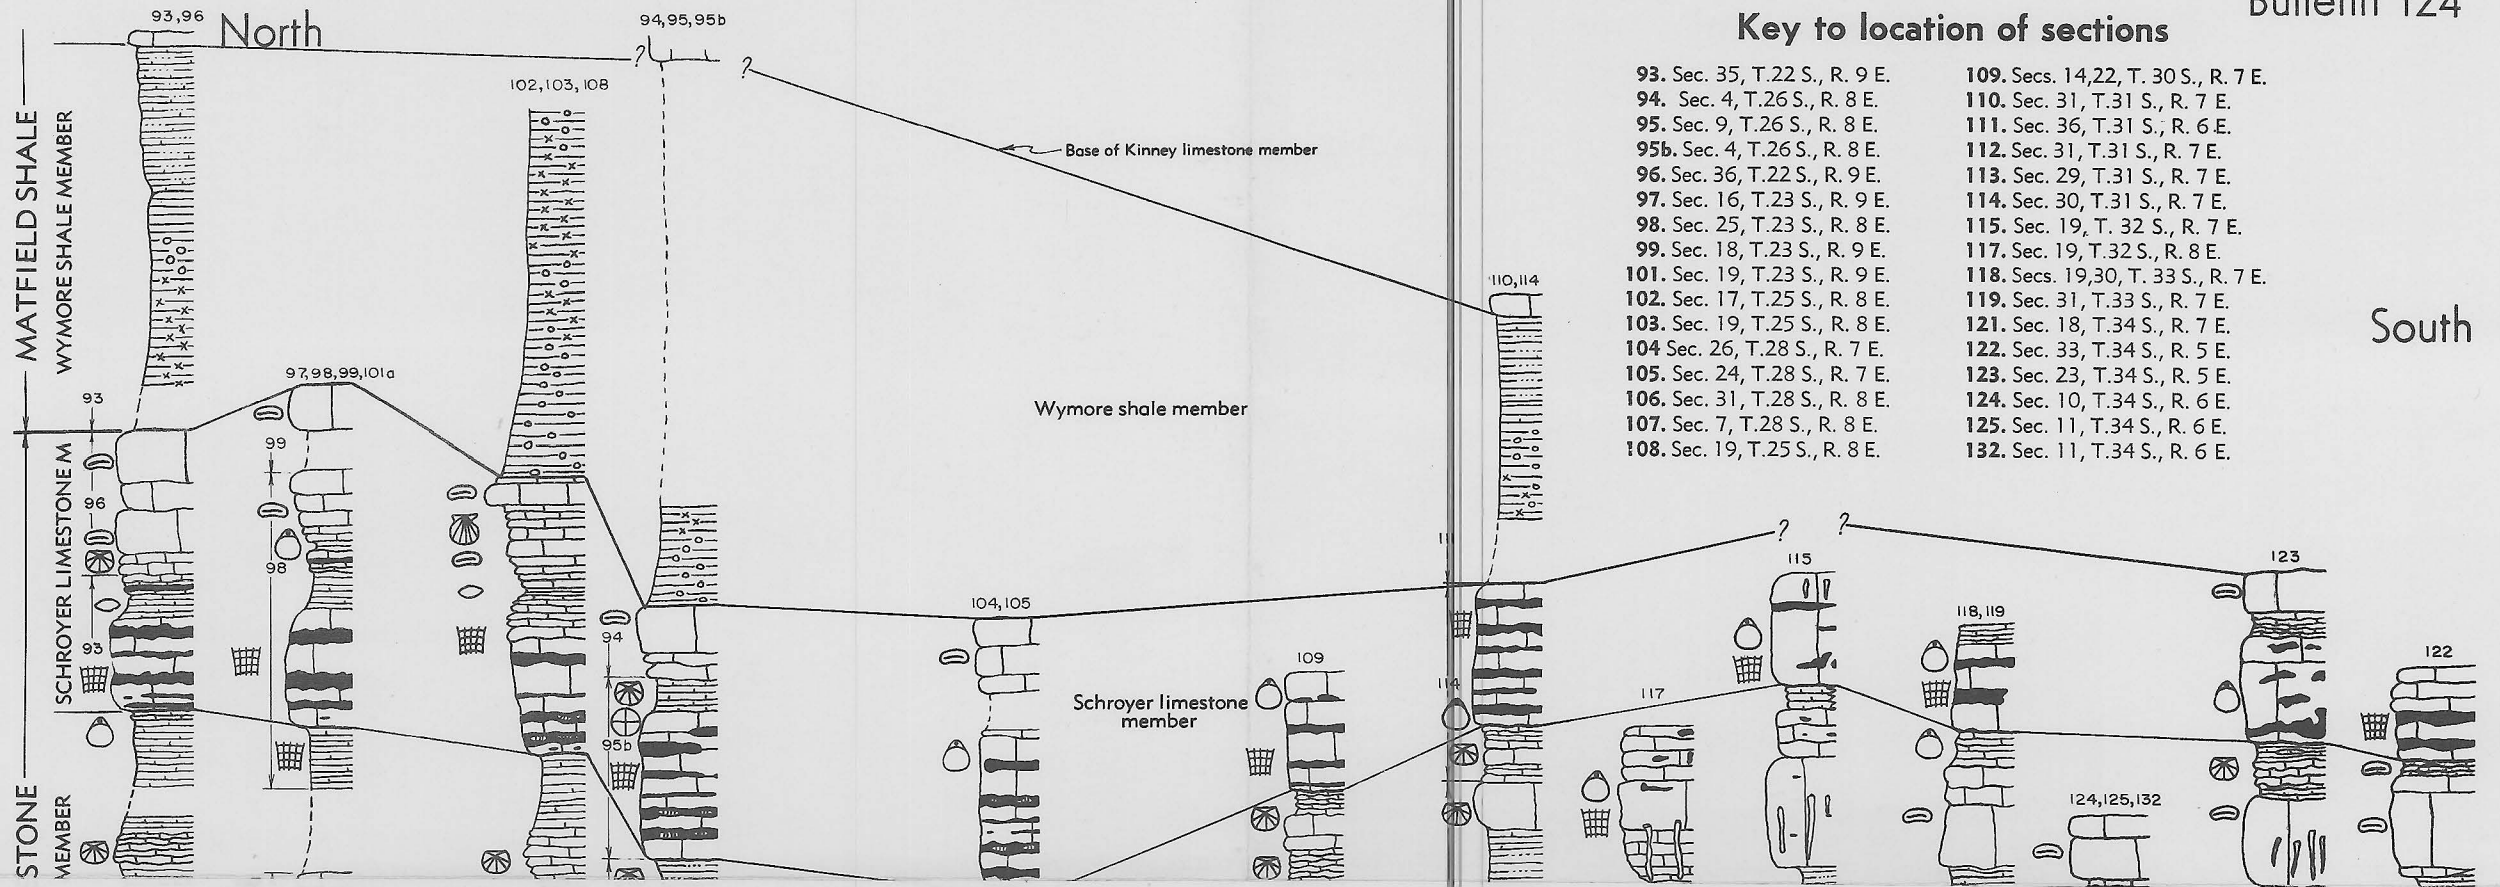 Bulletin 124
93,96
North
94,95,95b
?
?
102,103,108
Base of Kinney limestone member
110,114
MATFIELD SHALE
WYMORE SHALE MEMBER
97,98,99,101a
93
Wymore shale member
99
96
98
93
SCHROYER LIMESTONE M
94
95b
104,105
Schroyer limestone
member
109
114
117
?
?
115
118,119
123
122
124,125,132
STONE
MEMBER
Key to location of sections
93. Sec. 35, T.22 S., R. 9 E.
94. Sec. 4, T.26 S., R. 8 E.
95. Sec. 9, T.26 S., R. 8 E.
95b. Sec. 4, T.26 S., R. 8 E.
96. Sec. 36, T.22 S., R. 9 E.
97. Sec. 16, T.23 S., R. 9 E.
98. Sec. 25, T.23 S., R. 8 E.
99. Sec. 18, T.23 S., R. 9 E.
101. Sec. 19, T.23 S., R. 9 E.
102. Sec. 17, T.25 S., R. 8 E.
103. Sec. 19, T.25 S., R. 8 E.
104 Sec. 26, T.28 S., R. 7 E.
105. Sec. 24, T.28 S., R. 7 E.
106. Sec. 31, T.28 S., R. 8 E.
107. Sec. 7, T.28 S., R. 8 E.
108. Sec. 19, T.25 S., R. 8 E.
109. Secs. 14,22, T. 30 S., R. 7 E.
110. Sec. 31, T.31 S., R. 7 E.
111. Sec. 36, T.31 S., R. 6 E.
112. Sec. 31, T.31 S., R. 7 E.
113. Sec. 29, T.31 S., R. 7 E.
114. Sec. 30, T.31 S., R. 7 E.
115. Sec. 19, T. 32 S., R. 7 E.
117. Sec. 19, T.32 S., R. 8 E.
118. Secs. 19,30, T. 33 S., R. 7 E.
119. Sec. 31, T.33 S., R. 7 E.
121. Sec. 18, T.34 S., R. 7 E.
122. Sec. 33, T.34 S., R. 5 E.
123. Sec. 23, T.34 S., R. 5 E.
124. Sec. 10, T.34 S., R. 6 E.
125. Sec. 11, T.34 S., R. 6 E.
132. Sec. 11, T.34 S., R. 6 E.
South